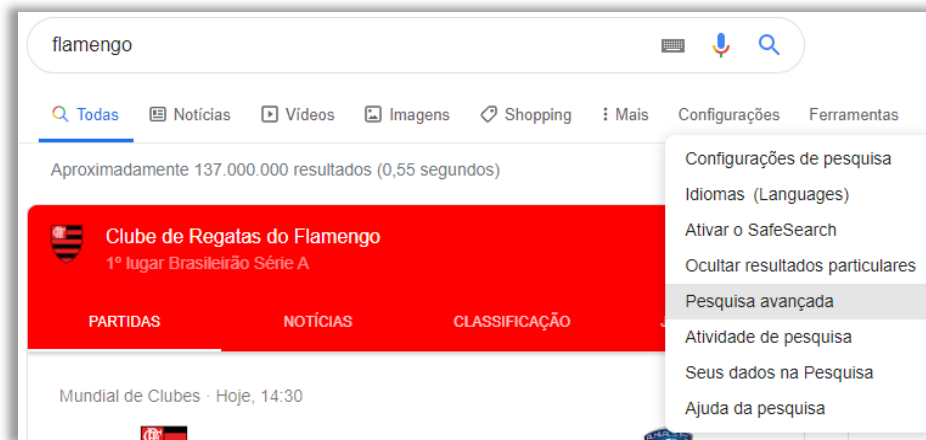 flamengo
Todas Notícias Vídeos Imagens Shopping Mais Configurações Ferramentas
Aproximadamente 137.000.000 resultados (0,55 segundos)
Configurações de pesquisa
Idiomas (Languages)
Ativar o SafeSearch
Ocultar resultados particulares
Pesquisa avançada
Atividade de pesquisa
Seus dados na Pesquisa
Ajuda da pesquisa
Clube de Regatas do Flamengo
1º lugar Brasileirão Série A
PARTIDAS NOTÍCIAS CLASSIFICAÇÃO
Mundial de Clubes · Hoje, 14:30